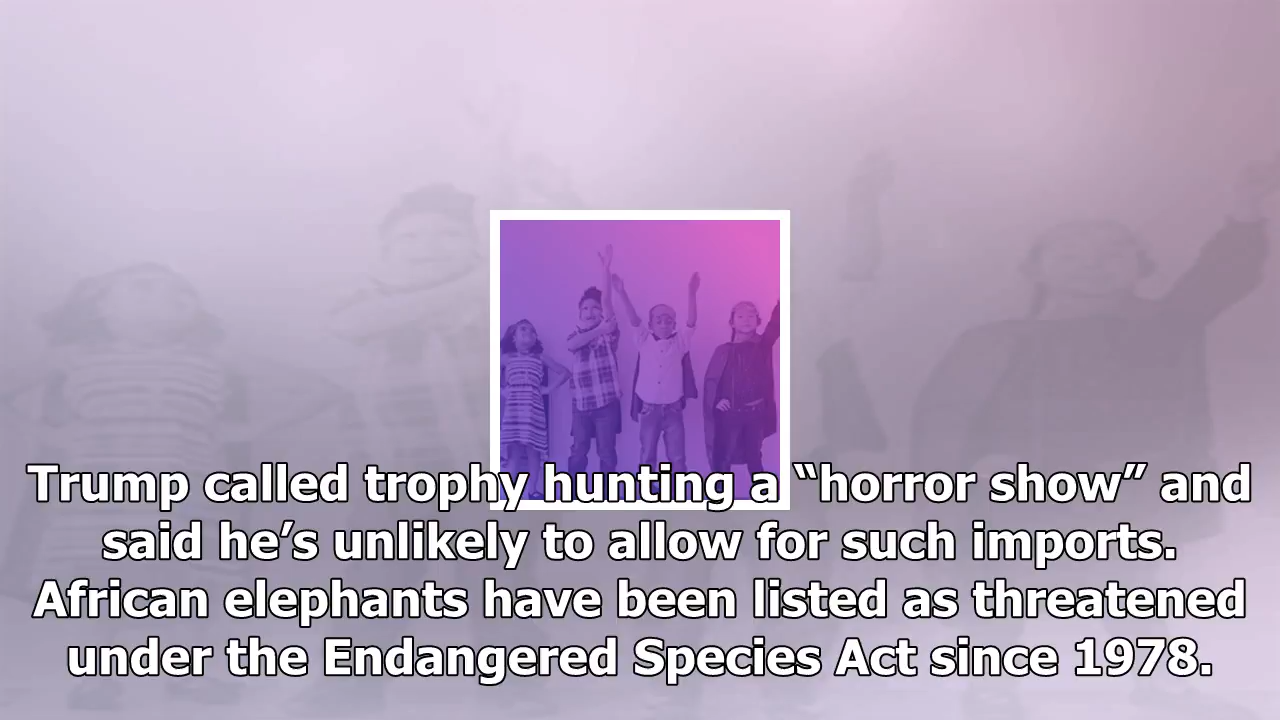 Trump called trophy hunting a “horror show” and
said he’s unlikely to allow for such imports.
African elephants have been listed as threatened
under the Endangered Species Act since 1978.